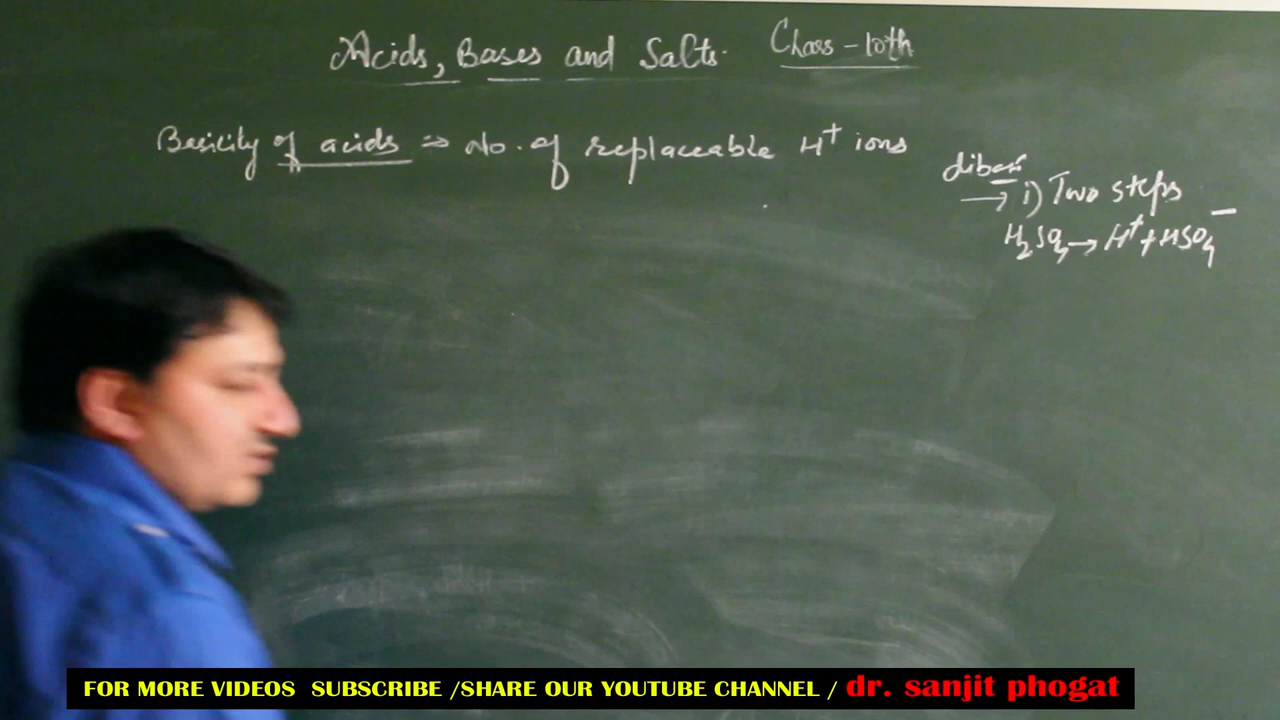 Acids, Bases and Salts. Class - 10th
Basicity of acids ⇒ No. of replaceable H⁺ ions
dibasi
→ i) Two steps
H₂SO₄ → H⁺ + HSO₄⁻
FOR MORE VIDEOS SUBSCRIBE /SHARE OUR YOUTUBE CHANNEL / dr. sanjit phogat